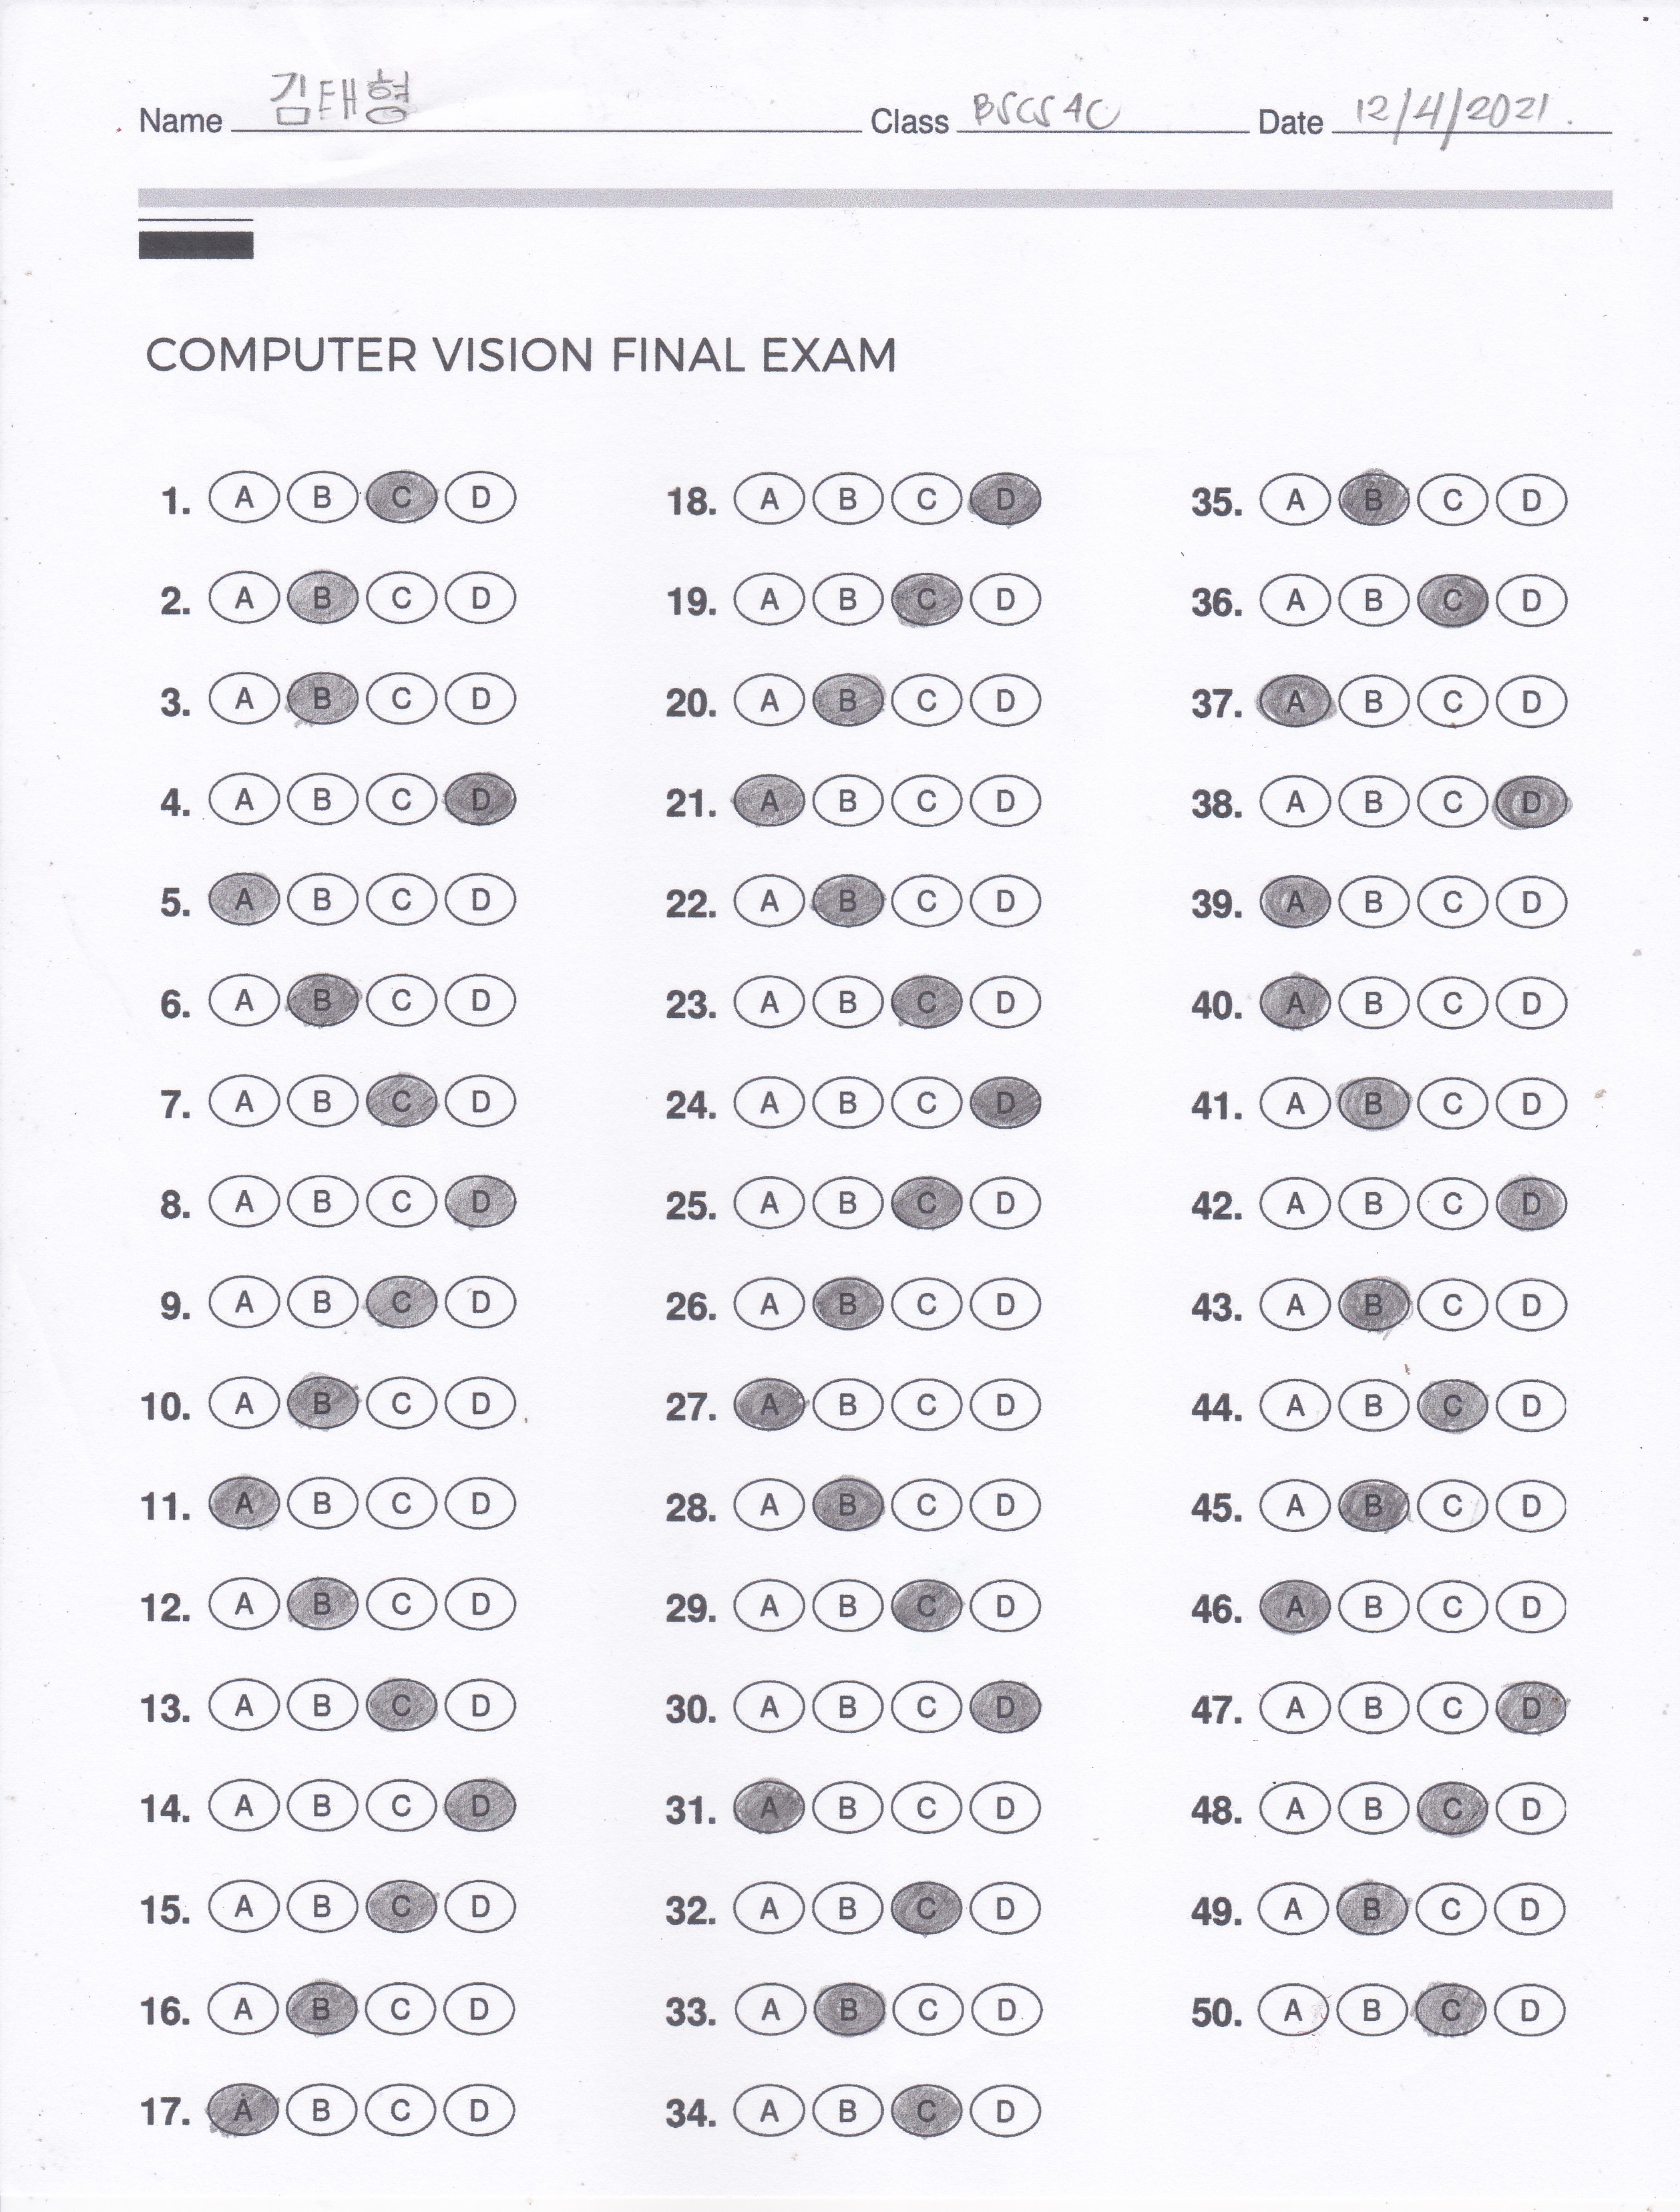 Name 김태형 Class BSCS 4C Date 12/4/2021
COMPUTER VISION FINAL EXAM
1. A B C D 18. A B C D 35. A B C D
2. A B C D 19. A B C D 36. A B C D
3. A B C D 20. A B C D 37. A B C D
4. A B C D 21. A B C D 38. A B C D
5. A B C D 22. A B C D 39. A B C D
6. A B C D 23. A B C D 40. A B C D
7. A B C D 24. A B C D 41. A B C D
8. A B C D 25. A B C D 42. A B C D
9. A B C D 26. A B C D 43. A B C D
10. A B C D 27. A B C D 44. A B C D
11. A B C D 28. A B C D 45. A B C D
12. A B C D 29. A B C D 46. A B C D
13. A B C D 30. A B C D 47. A B C D
14. A B C D 31. A B C D 48. A B C D
15. A B C D 32. A B C D 49. A B C D
16. A B C D 33. A B C D 50. A B C D
17. A B C D 34. A B C D